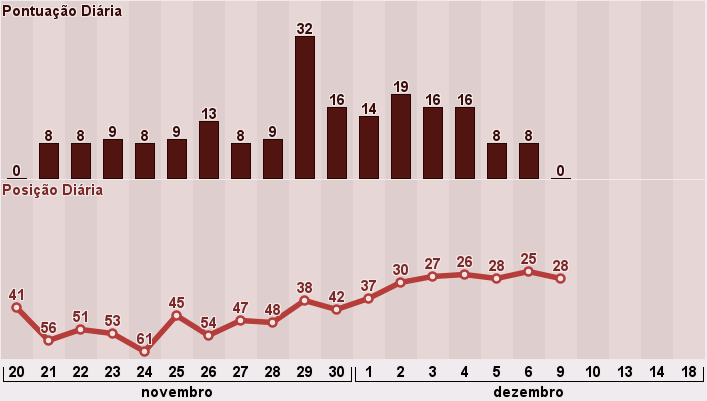 Pontuação Diária
0 8 8 9 8 9 13 8 9 32 16 14 19 16 16 8 8 0
Posição Diária
41 56 51 53 61 45 54 47 48 38 42 37 30 27 26 28 25 28
20 21 22 23 24 25 26 27 28 29 30 1 2 3 4 5 6 9 10 13 14 18
novembro dezembro